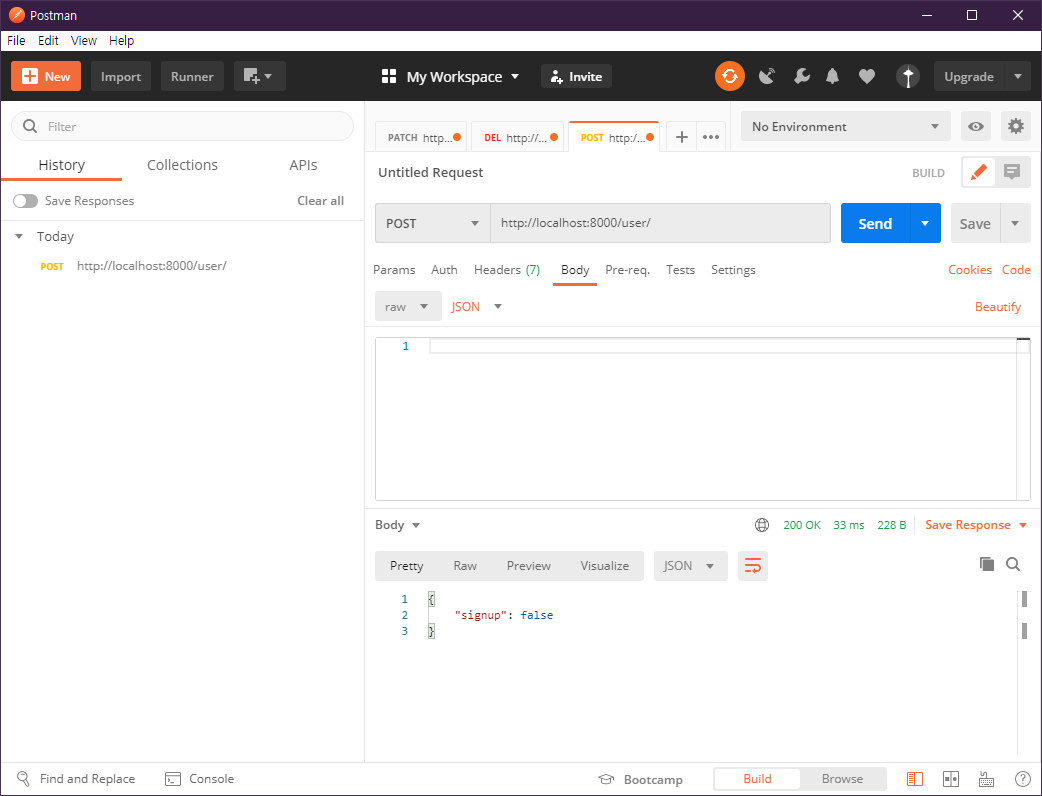 Postman
File Edit View Help
New Import Runner My Workspace Invite Upgrade
Filter
History Collections APIs
Save Responses Clear all
Today
POST http://localhost:8000/user/
PATCH http... DEL http://... POST http:/... No Environment
Untitled Request BUILD
POST http://localhost:8000/user/ Send Save
Params Auth Headers (7) Body Pre-req. Tests Settings Cookies Code
raw JSON Beautify
1
Body 200 OK 33 ms 228 B Save Response
Pretty Raw Preview Visualize JSON
1 {
2 "signup": false
3 }
Find and Replace Console Bootcamp Build Browse